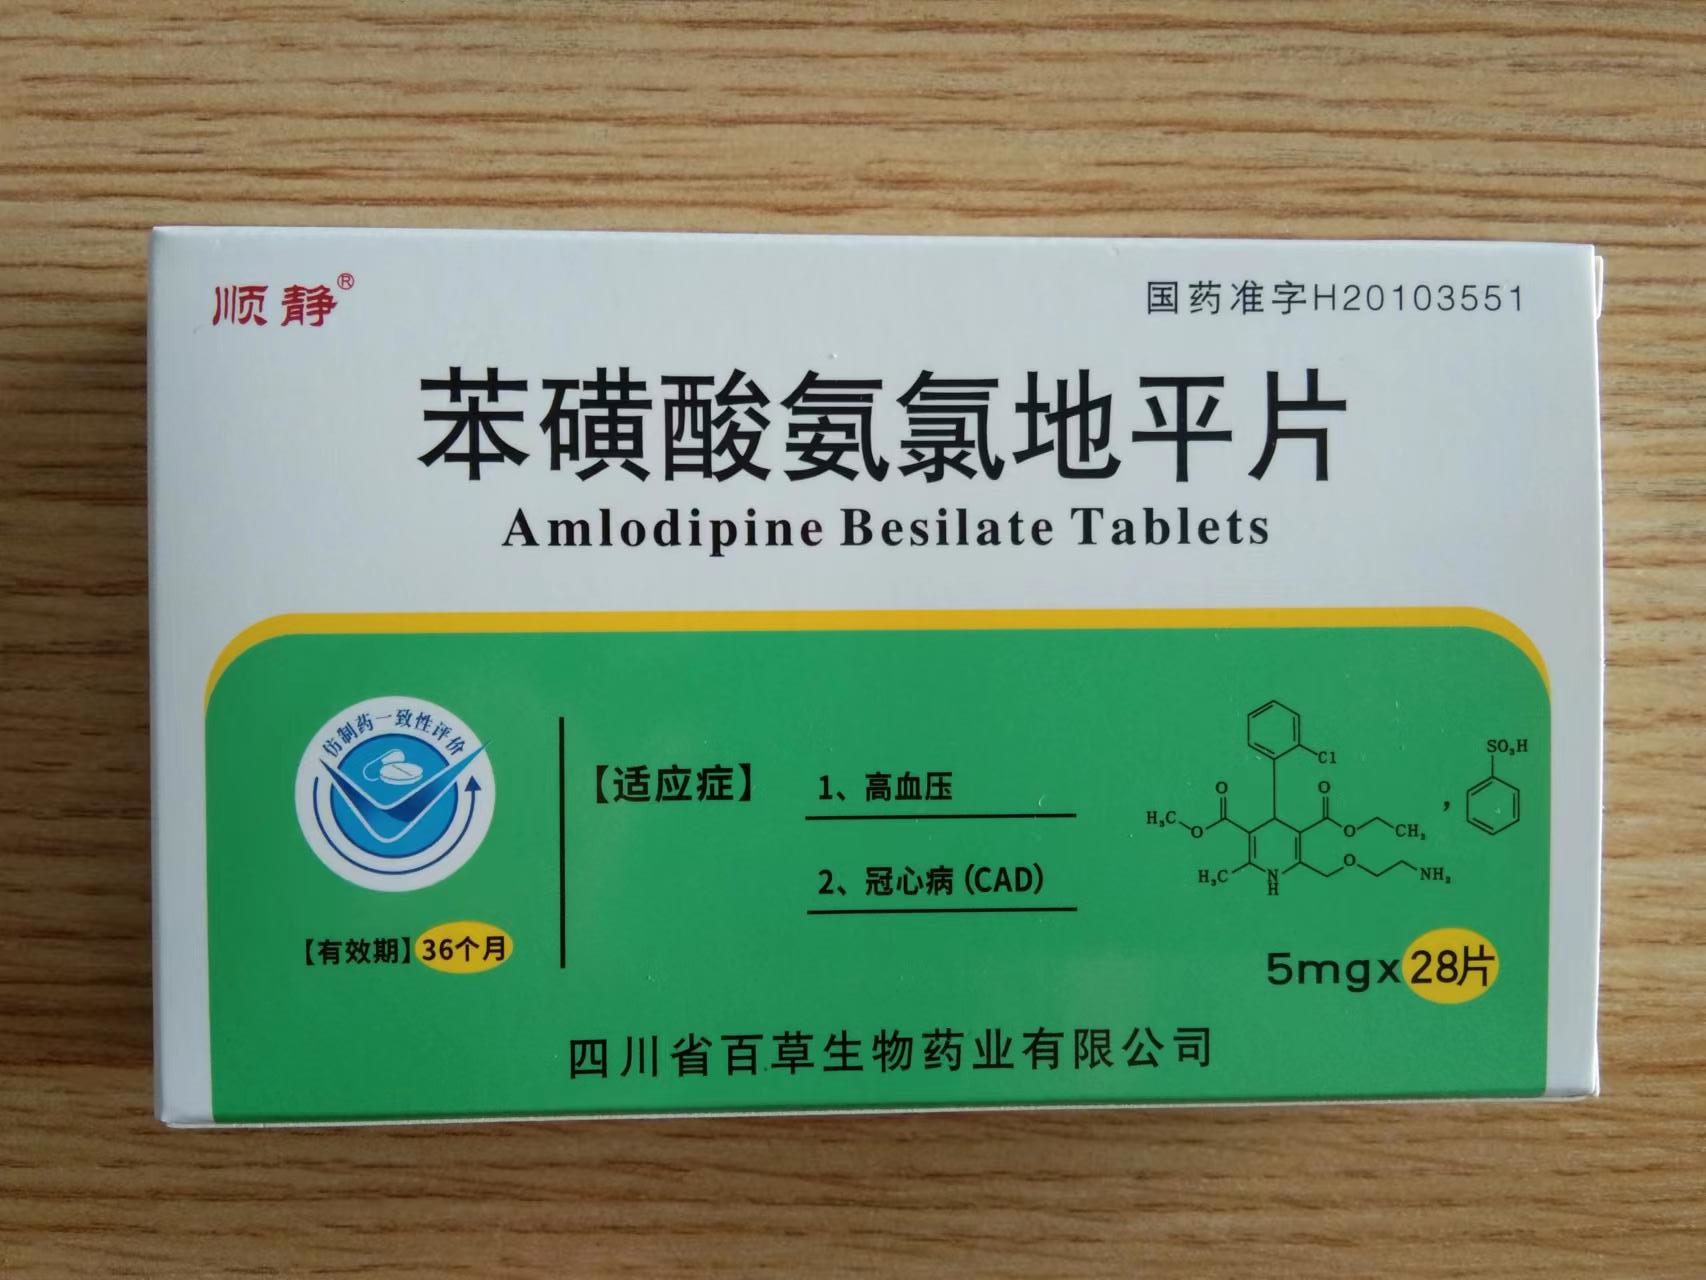 顺静®
国药准字H20103551
苯磺酸氨氯地平片
Amlodipine Besilate Tablets
仿制药一致性评价
【适应症】
1、高血压
2、冠心病(CAD)
【有效期】36个月
Cl
SO₃H
,
O
O
H₃C
O
O
CH₃
H₃C
N
H
O
NH₂
5mgx28片
四川省百草生物药业有限公司